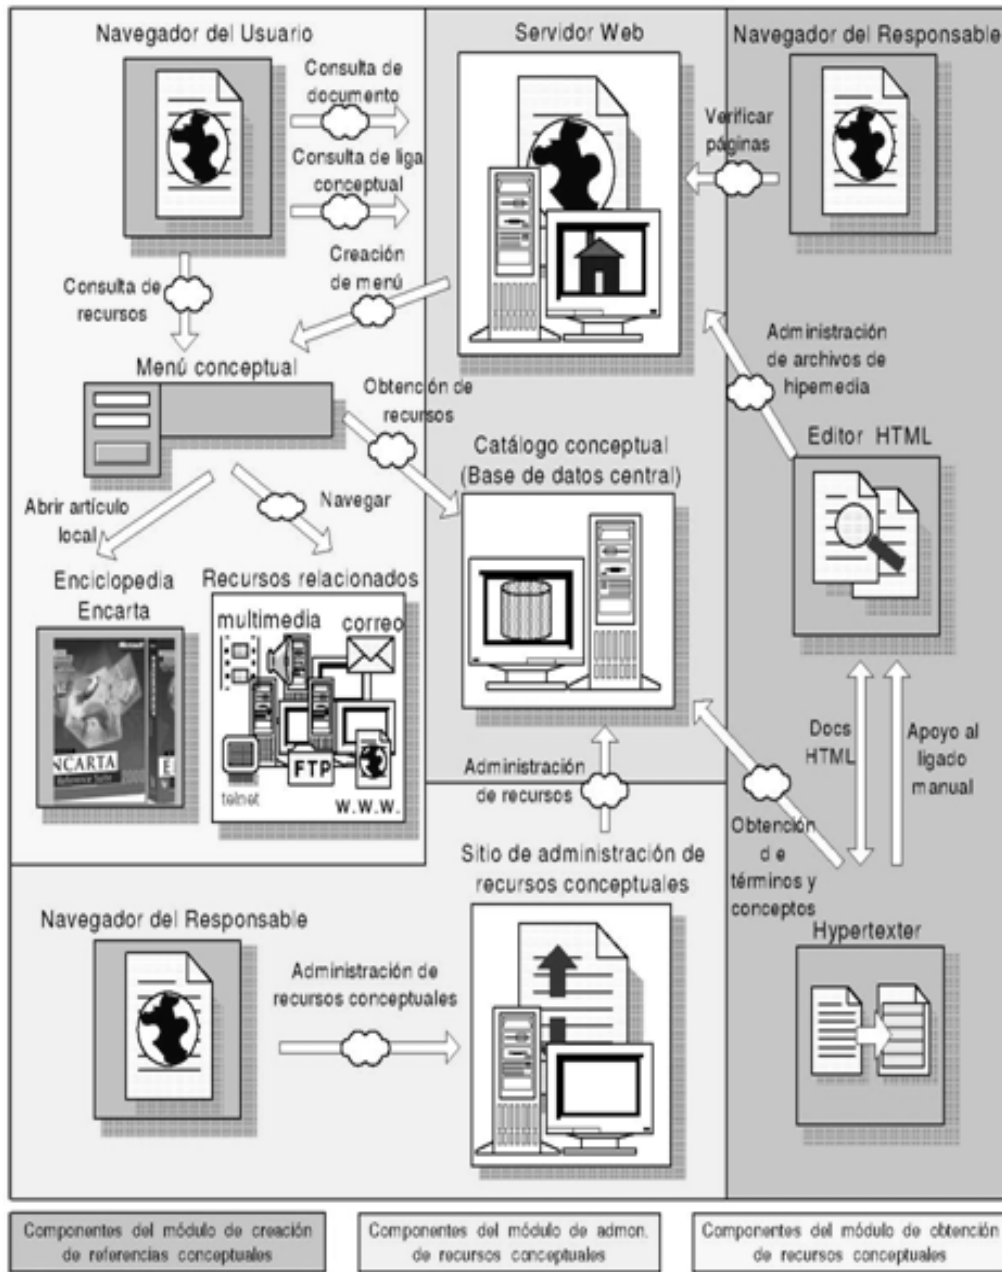 Navegador del Usuario
Servidor Web
Navegador del Responsable
Consulta de
documento
Consulta de liga
conceptual
Verificar
páginas
Creación
de menú
Consulta de
recursos
Administración
de archivos de
hipemedia
Menú conceptual
Obtención de
recursos
Editor HTML
Catálogo conceptual
(Base de datos central)
Abrir artículo
local
Navegar
Enciclopedia
Encarta
Recursos relacionados
multimedia
correo
NCARTA
FTP
telnet
w.w.w.
Docs
HTML
Apoyo al
ligado
manual
Administración
de recursos
Obtención
d e
términos y
conceptos
Sitio de administración de
recursos conceptuales
Navegador del Responsable
Administración de
recursos conceptuales
Hypertexter
Componentes del módulo de creación
de referencias conceptuales
Componentes del módulo de admon.
de recursos conceptuales
Componentes del módulo de obtención
de recursos conceptuales